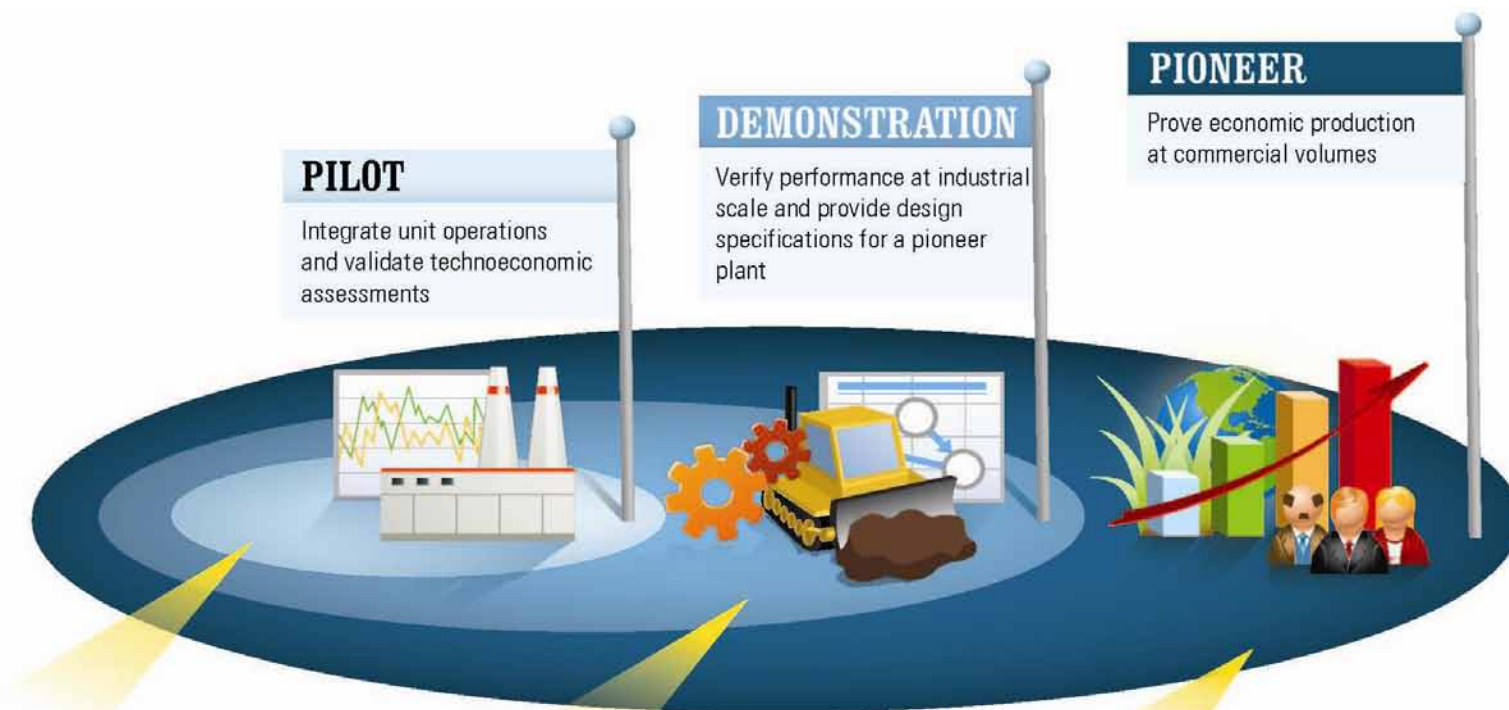 PILOT
Integrate unit operations
and validate technoeconomic
assessments
DEMONSTRATION
Verify performance at industrial
scale and provide design
specifications for a pioneer
plant
PIONEER
Prove economic production
at commercial volumes